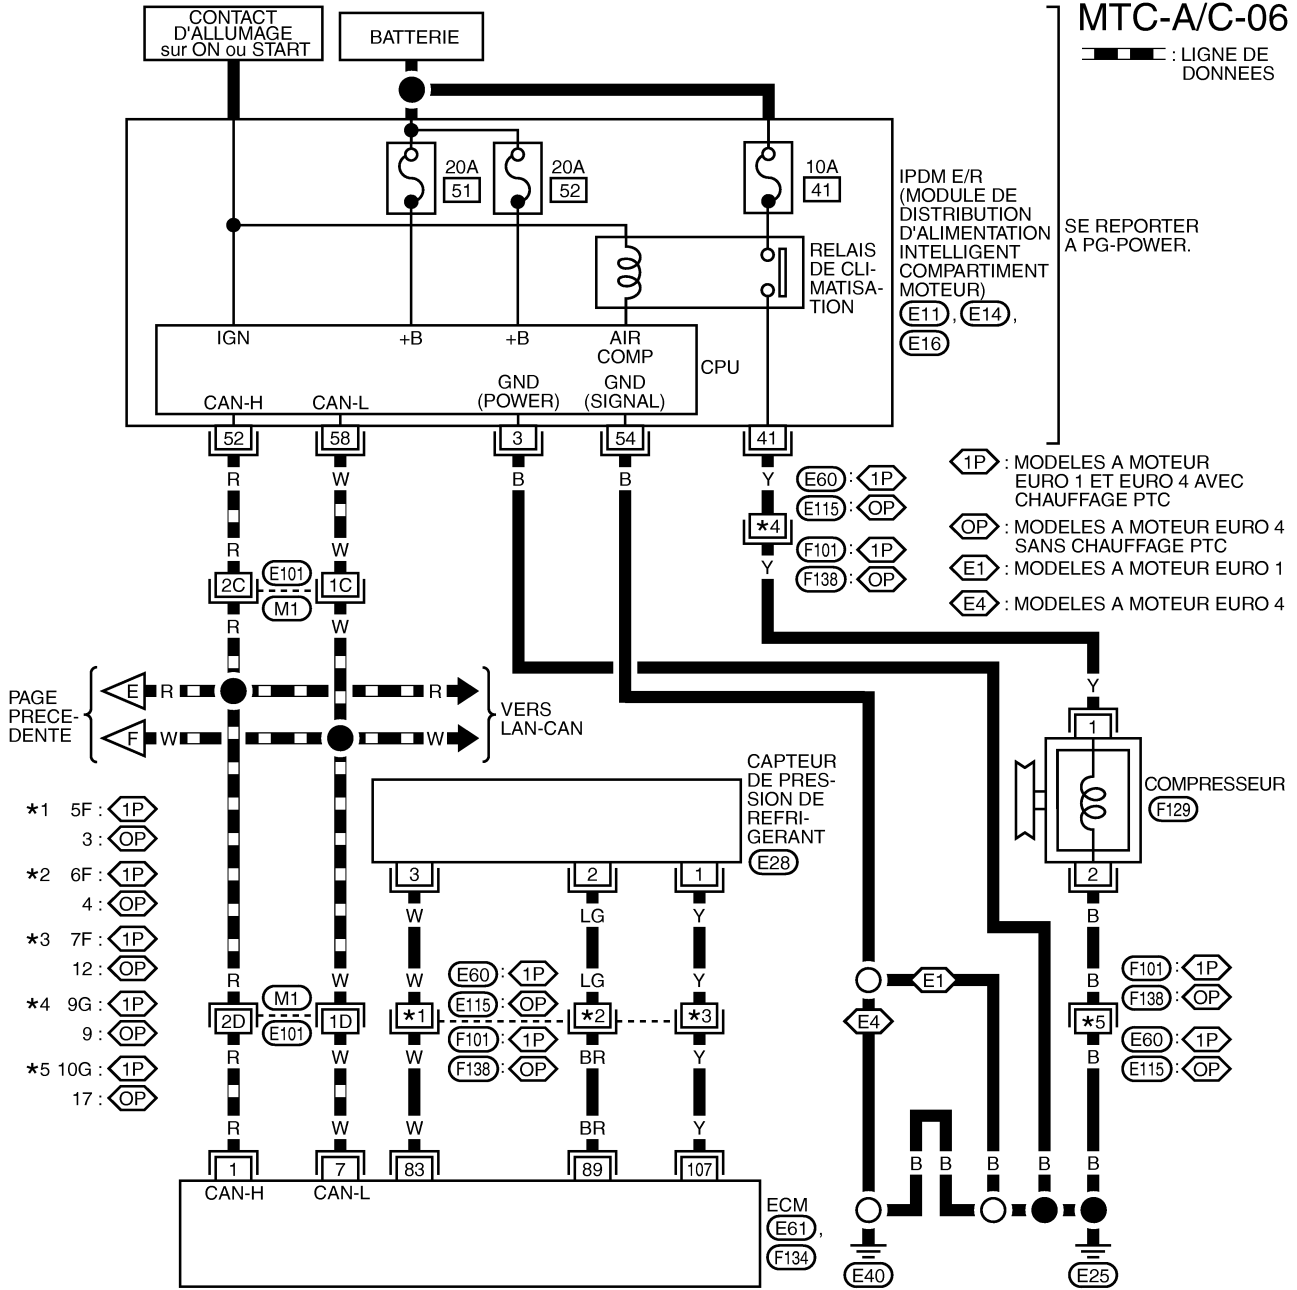 MTC-A/C-06
: LIGNE DE
DONNEES
CONTACT
D'ALLUMAGE
sur ON ou START
BATTERIE
20A
51
20A
52
10A
41
IPDM E/R
(MODULE DE
DISTRIBUTION
D'ALIMENTATION
INTELLIGENT
COMPARTIMENT
MOTEUR)
E11 , E14 ,
E16
SE REPORTER
A PG-POWER.
RELAIS
DE CLI-
MATISA-
TION
IGN
+B
+B
AIR
COMP
CPU
CAN-H
CAN-L
GND
(POWER)
GND
(SIGNAL)
52
58
3
54
41
R
W
B
B
Y
E60 : 1P
E115 : OP
*4
F101 : 1P
F138 : OP
1P : MODELES A MOTEUR
EURO 1 ET EURO 4 AVEC
CHAUFFAGE PTC
OP : MODELES A MOTEUR EURO 4
SANS CHAUFFAGE PTC
E1 : MODELES A MOTEUR EURO 1
E4 : MODELES A MOTEUR EURO 4
R
W
Y
2C
E101
M1
1C
R
W
PAGE
PRECE-
DENTE
E
R
R
F
W
W
VERS
LAN-CAN
Y
1
COMPRESSEUR
F129
2
B
CAPTEUR
DE PRES-
SION DE
REFRI-
GERANT
E28
3
2
1
W
LG
Y
*1 5F : 1P
3 : OP
*2 6F : 1P
4 : OP
*3 7F : 1P
12 : OP
*4 9G : 1P
9 : OP
*5 10G : 1P
17 : OP
R
W
W
LG
Y
B
E60 : 1P
E115 : OP
F101 : 1P
F138 : OP
E1
E4
2D
M1
E101
1D
*1
*2
*3
*5
F101 : 1P
F138 : OP
E60 : 1P
E115 : OP
R
W
W
BR
Y
B
R
W
W
BR
Y
B
B
B
B
B
1
7
83
89
107
CAN-H
CAN-L
ECM
E61 ,
F134
E40
E25